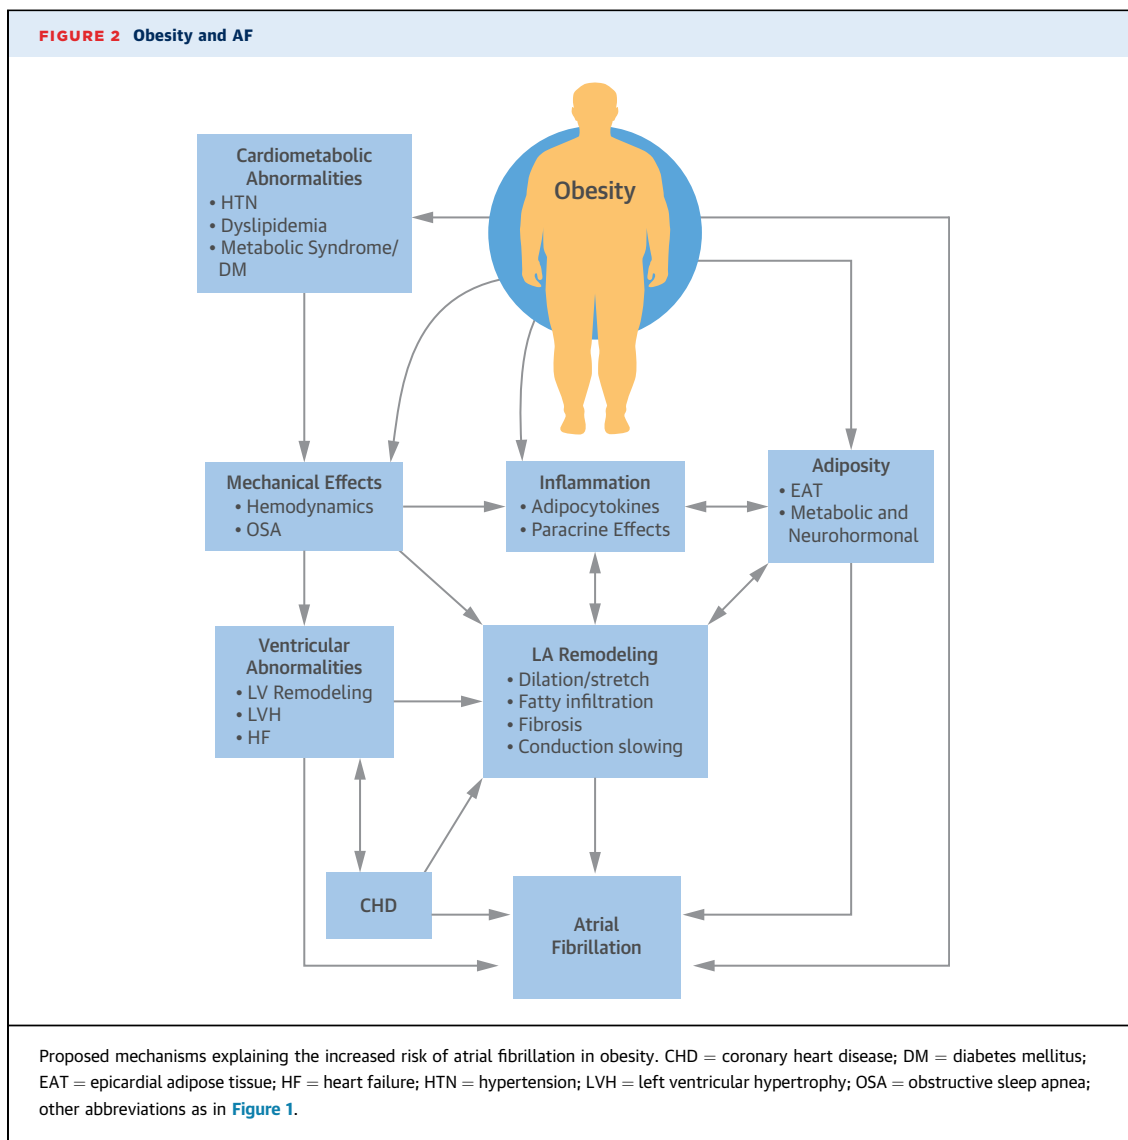 FIGURE 2 Obesity and AF
Obesity
Cardiometabolic
Abnormalities
• HTN
• Dyslipidemia
• Metabolic Syndrome/
DM
Mechanical Effects
• Hemodynamics
• OSA
Inflammation
• Adipocytokines
• Paracrine Effects
Adiposity
• EAT
• Metabolic and
Neurohormonal
Ventricular
Abnormalities
• LV Remodeling
• LVH
• HF
LA Remodeling
• Dilation/stretch
• Fatty infiltration
• Fibrosis
• Conduction slowing
CHD
Atrial
Fibrillation
Proposed mechanisms explaining the increased risk of atrial fibrillation in obesity. CHD = coronary heart disease; DM = diabetes mellitus;
EAT = epicardial adipose tissue; HF = heart failure; HTN = hypertension; LVH = left ventricular hypertrophy; OSA = obstructive sleep apnea;
other abbreviations as in Figure 1.